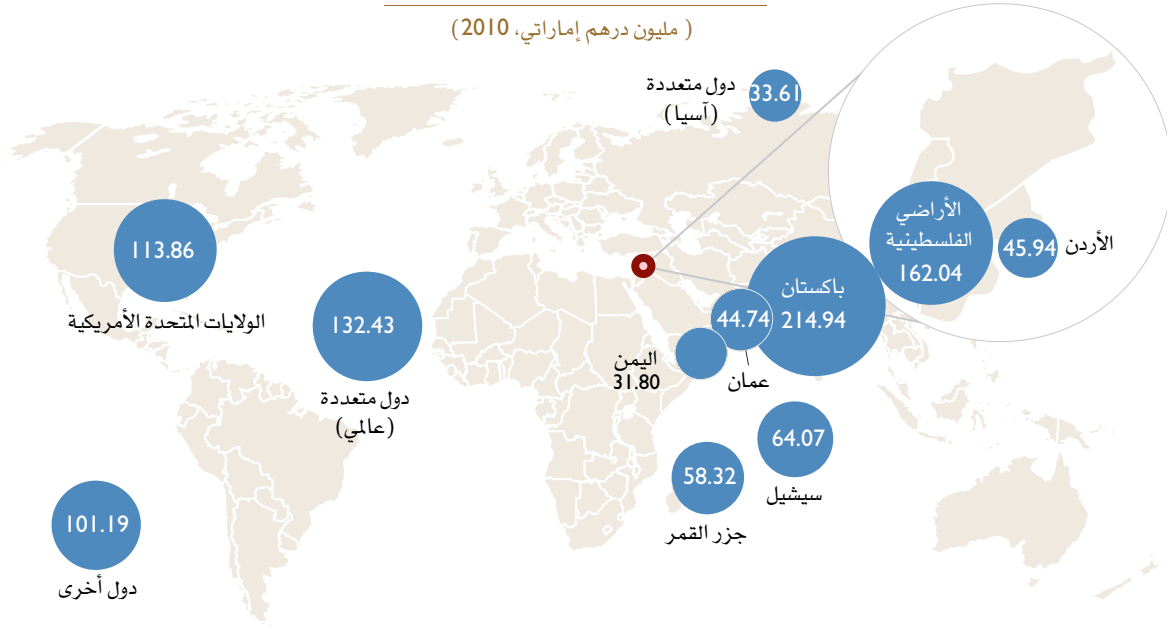 ( مليون درهم إماراتي، 2010)
دول متعددة
(آسيا)
33.61
الأراضي
الفلسطينية
162.04
45.94
الأردن
113.86
الولايات المتحدة الأمريكية
132.43
دول متعددة
(عالمي)
باكستان
214.94
44.74
عمان
اليمن
31.80
64.07
سيشيل
58.32
جزر القمر
101.19
دول أخرى